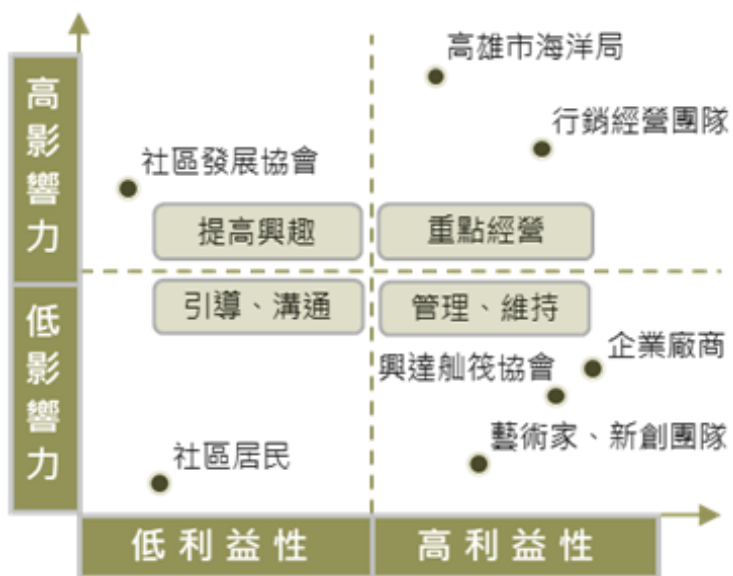 高影響力
低影響力
高雄市海洋局
行銷經營團隊
社區發展協會
提高興趣
重點經營
引導、溝通
管理、維持
企業廠商
興達舢筏協會
藝術家、新創團隊
社區居民
低利益性
高利益性